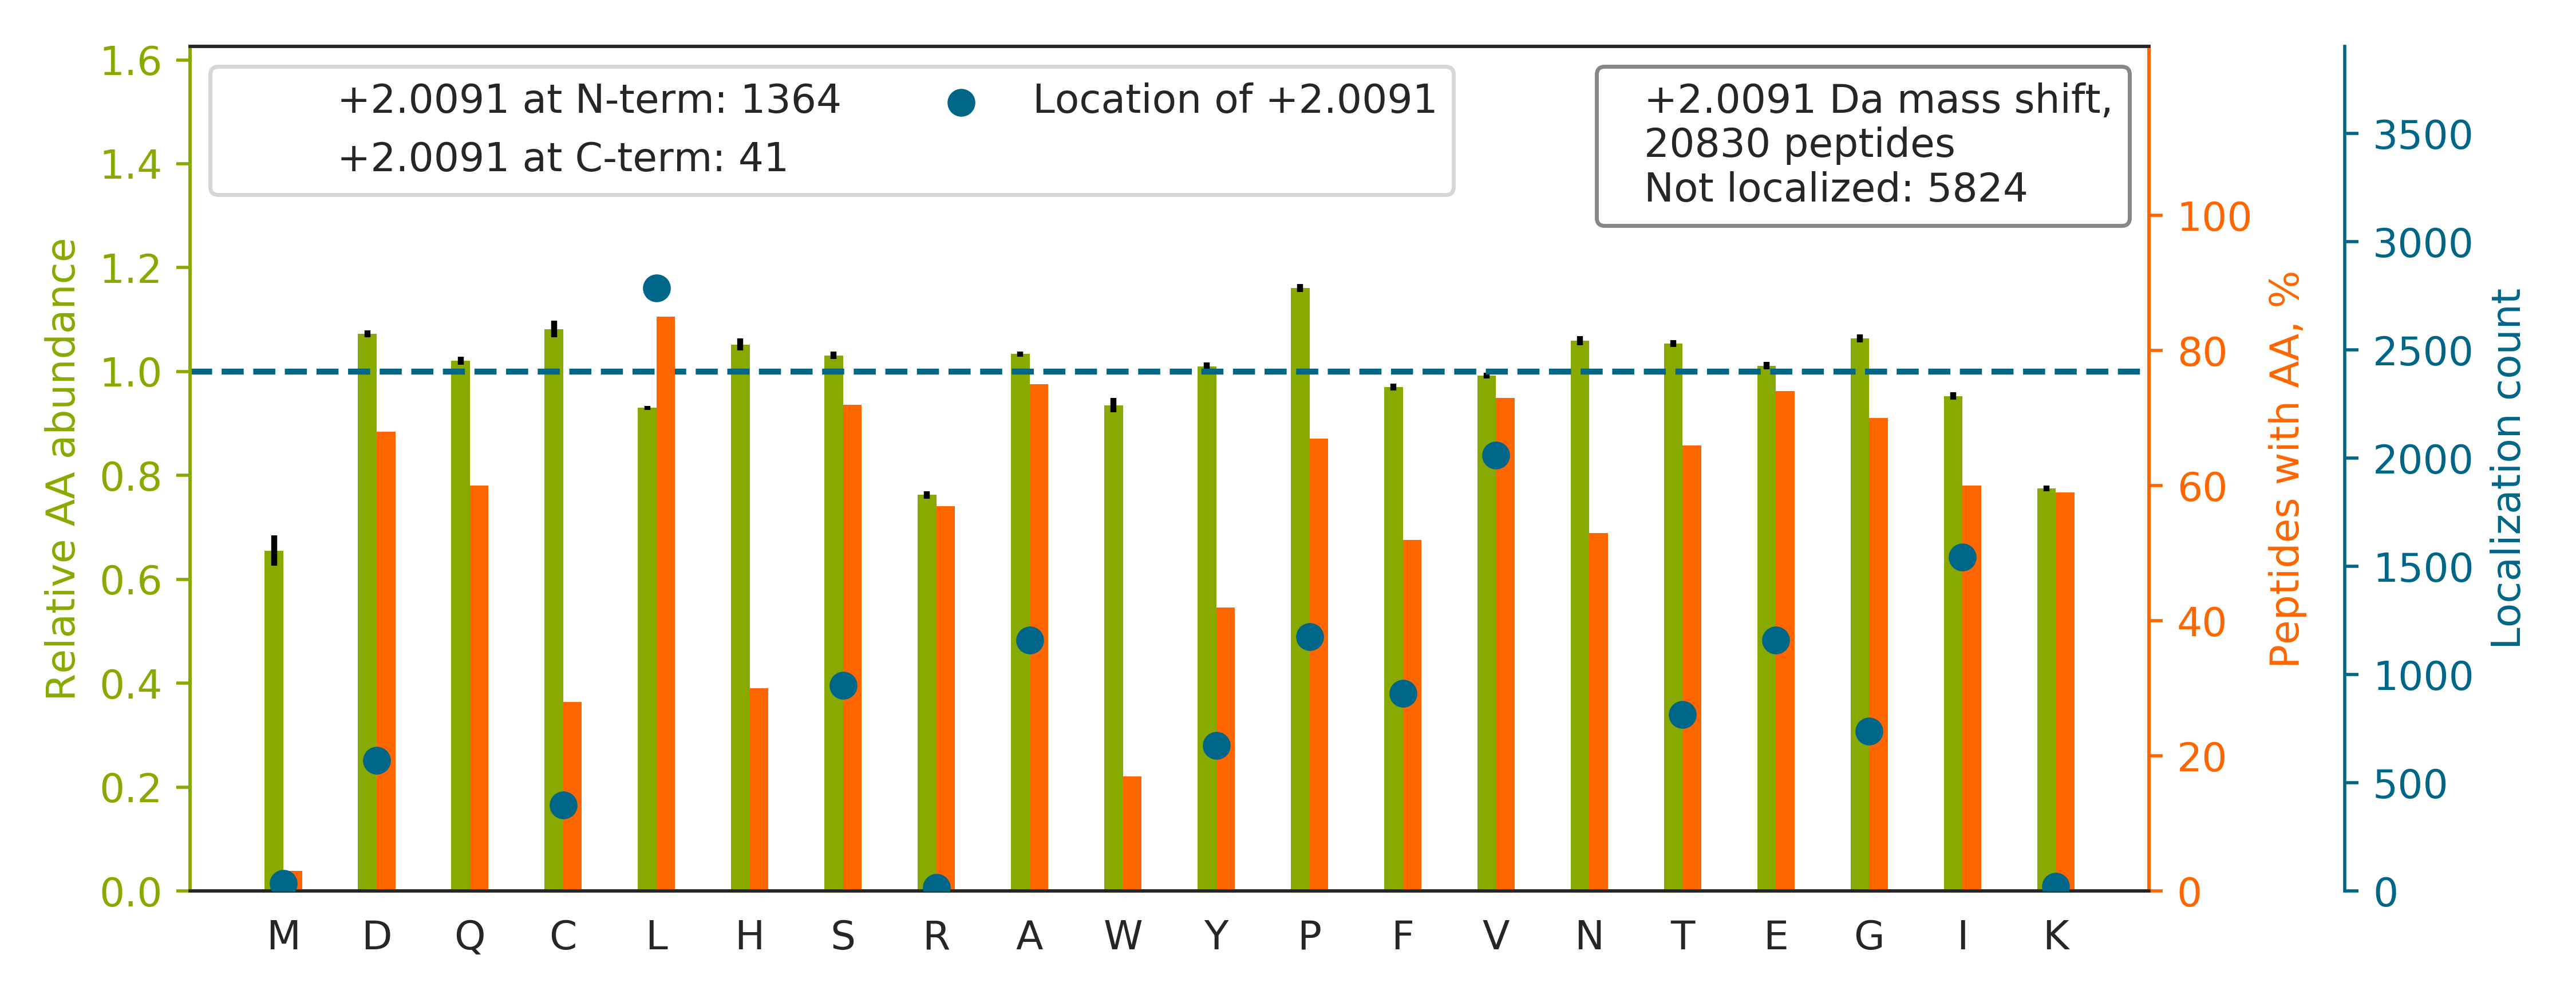 +2.0091 at N-term: 1364
+2.0091 at C-term: 41
Location of +2.0091
+2.0091 Da mass shift,
20830 peptides
Not localized: 5824
Relative AA abundance
1.6
1.4
1.2
1.0
0.8
0.6
0.4
0.2
0.0
100
80
60
40
20
0
Peptides with AA, %
3500
3000
2500
2000
1500
1000
500
0
Localization count
M D Q C L H S R A W Y P F V N T E G I K